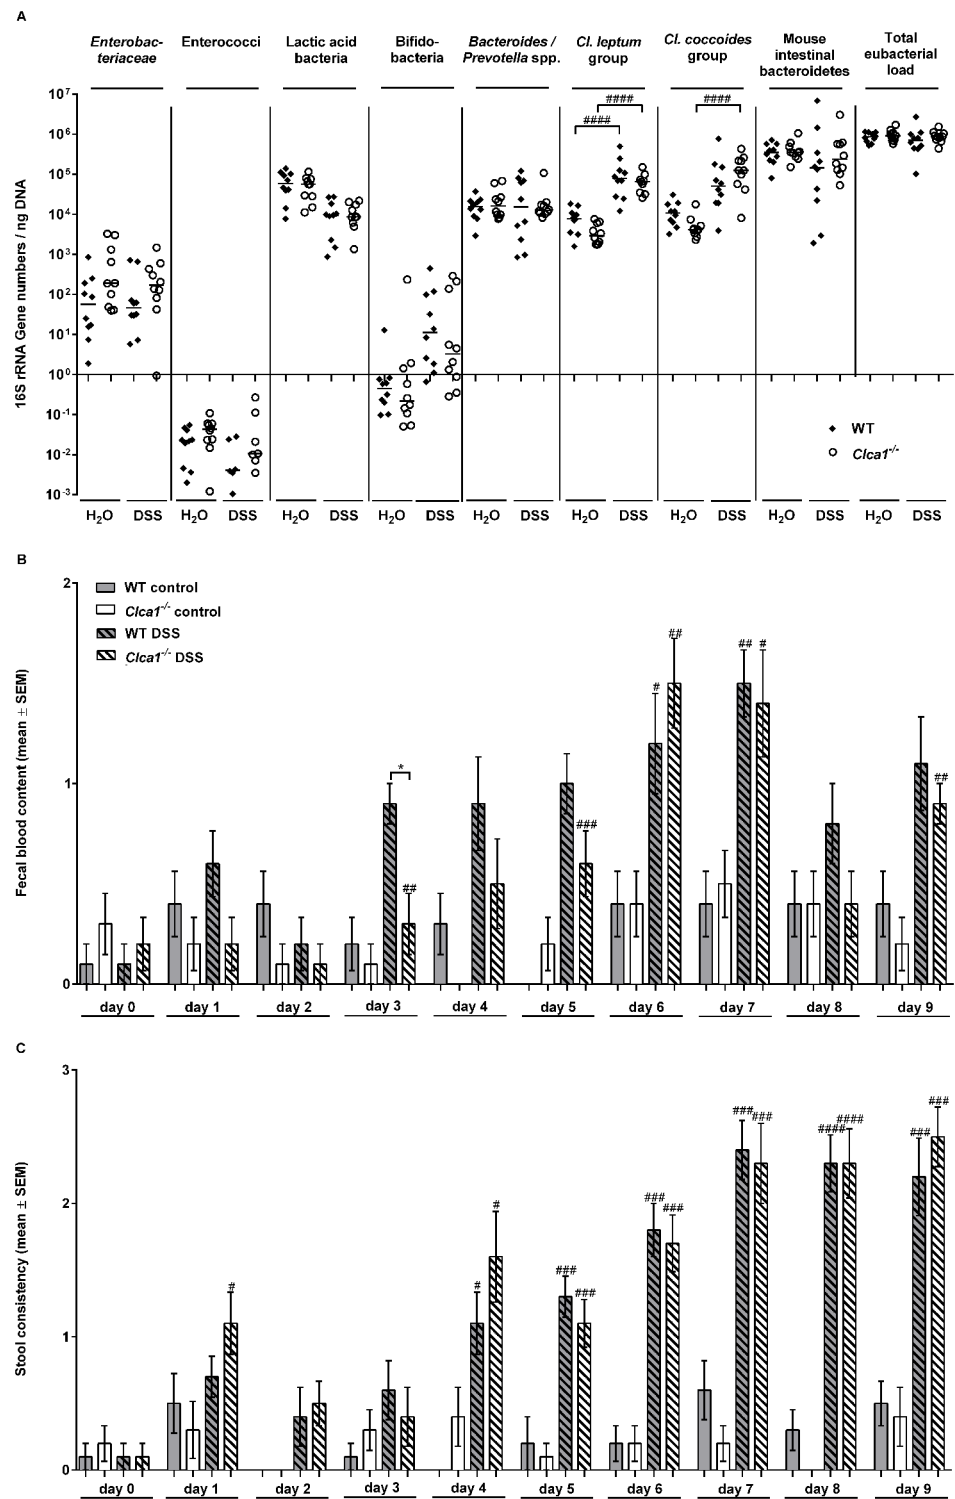 A
Enterobac-
teriaceae
Enterococci
Lactic acid
bacteria
Bifido-
bacteria
Bacteroides /
Prevotella spp.
Cl. leptum
group
Cl. coccoides
group
Mouse
intestinal
bacteroidetes
Total
eubacterial
load
16S rRNA Gene numbers / ng DNA
10⁷
10⁶
10⁵
10⁴
10³
10²
10¹
10⁰
10⁻¹
10⁻²
10⁻³
####
####
####
WT
Clca1⁻/⁻
H₂O DSS H₂O DSS H₂O DSS H₂O DSS H₂O DSS H₂O DSS H₂O DSS H₂O DSS H₂O DSS
B
Fecal blood content (mean ± SEM)
2
1
0
WT control
Clca1⁻/⁻ control
WT DSS
Clca1⁻/⁻ DSS
*
##
###
#
##
##
#
##
day 0 day 1 day 2 day 3 day 4 day 5 day 6 day 7 day 8 day 9
C
Stool consistency (mean ± SEM)
3
2
1
0
#
#
#
###
###
###
###
###
###
####
####
###
###
day 0 day 1 day 2 day 3 day 4 day 5 day 6 day 7 day 8 day 9